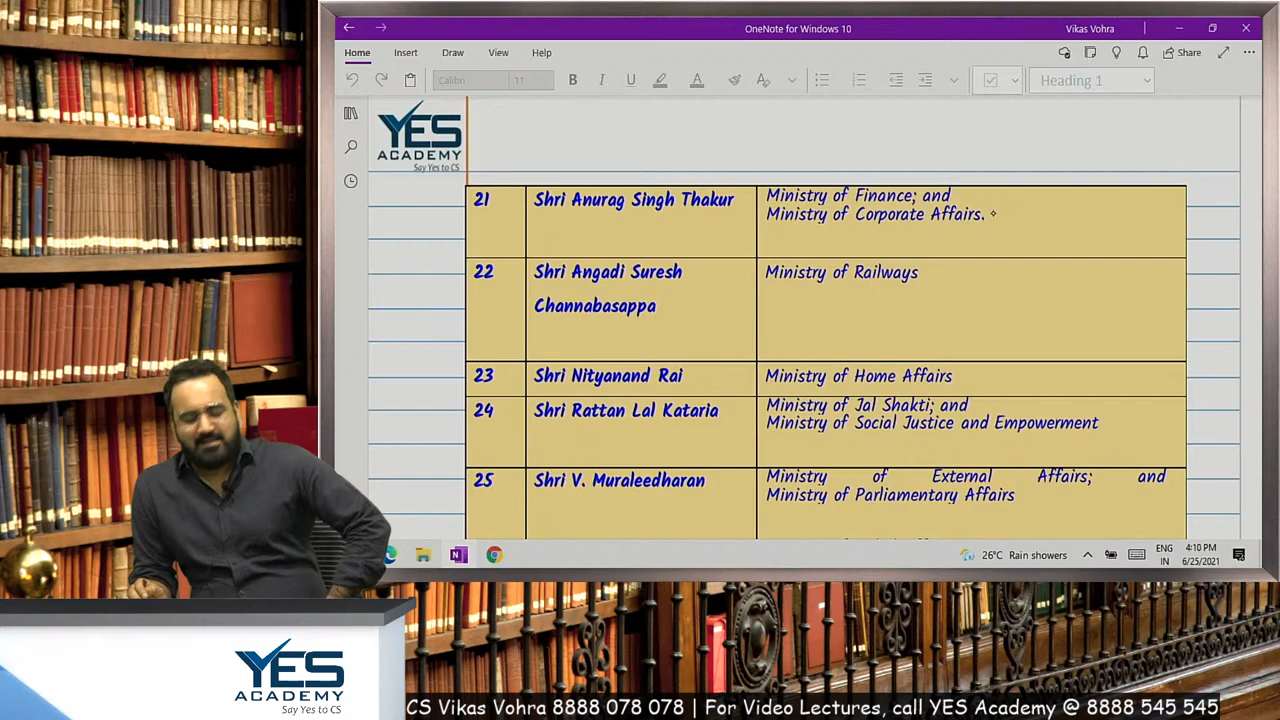 OneNote for Windows 10
Vikas Vohra
Home
Insert
Draw
View
Help
Share
Calibri
11
B
I
U
A
Heading 1
YES
ACADEMY
Say Yes to CS
21
Shri Anurag Singh Thakur
Ministry of Finance; and
Ministry of Corporate Affairs.
22
Shri Angadi Suresh
Channabasappa
Ministry of Railways
23
Shri Nityanand Rai
Ministry of Home Affairs
24
Shri Rattan Lal Kataria
Ministry of Jal Shakti; and
Ministry of Social Justice and Empowerment
25
Shri V. Muraleedharan
Ministry of External Affairs; and
Ministry of Parliamentary Affairs
26°C Rain showers
ENG
IN
4:10 PM
6/25/2021
YES
ACADEMY
Say Yes to CS
CS Vikas Vohra 8888 078 078 | For Video Lectures, call YES Academy @ 8888 545 545